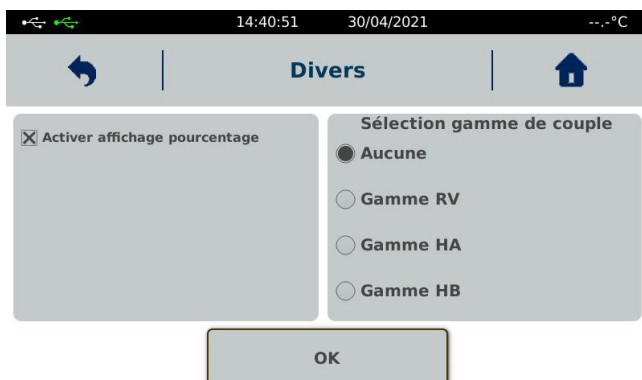 14:40:51 30/04/2021 --.-°C
Divers
Activer affichage pourcentage
Sélection gamme de couple
Aucune
Gamme RV
Gamme HA
Gamme HB
OK